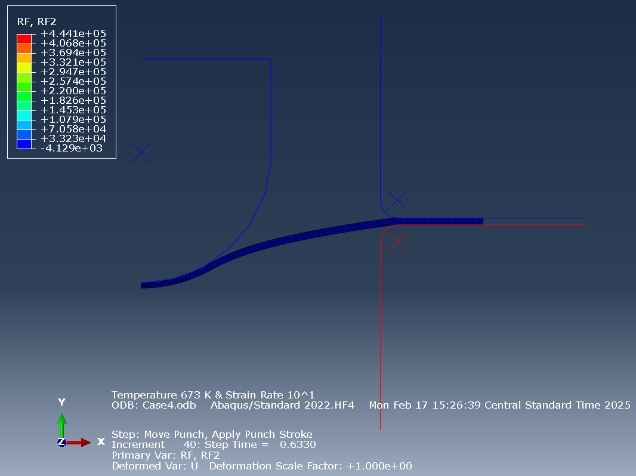 RF, RF2
+4.441e+05
+4.068e+05
+3.694e+05
+3.321e+05
+2.947e+05
+2.574e+05
+2.200e+05
+1.826e+05
+1.453e+05
+1.079e+05
+7.058e+04
+3.323e+04
-4.129e+03
Temperature 673 K & Strain Rate 10^1
ODB: Case4.odb Abaqus/Standard 2022.HF4 Mon Feb 17 15:26:39 Central Standard Time 2025
Y
Z X
Step: Move Punch, Apply Punch Stroke
Increment 40: Step Time = 0.6330
Primary Var: RF, RF2
Deformed Var: U Deformation Scale Factor: +1.000e+00